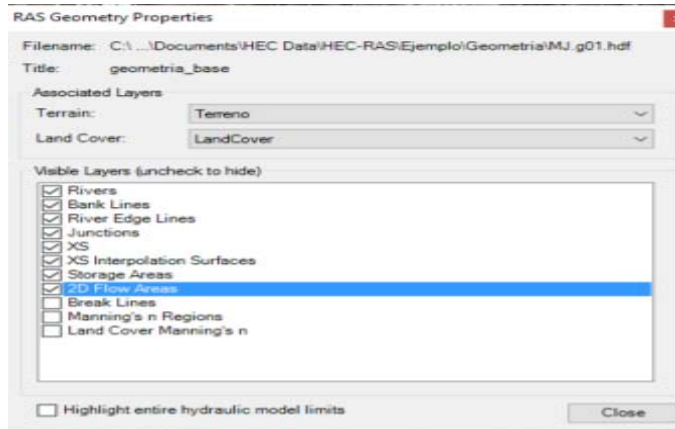 RAS Geometry Properties
Filename: C:\...\Documents\HEC Data\HEC-RAS\Ejemplo\Geometria\MJ.g01.hdf
Title: geometria_base
Associated Layers
Terrain: Terreno
Land Cover: LandCover
Visible Layers (uncheck to hide)
Rivers
Bank Lines
River Edge Lines
Junctions
XS
XS Interpolation Surfaces
Storage Areas
2D Flow Areas
Break Lines
Manning's n Regions
Land Cover Manning's n
Highlight entire hydraulic model limits
Close